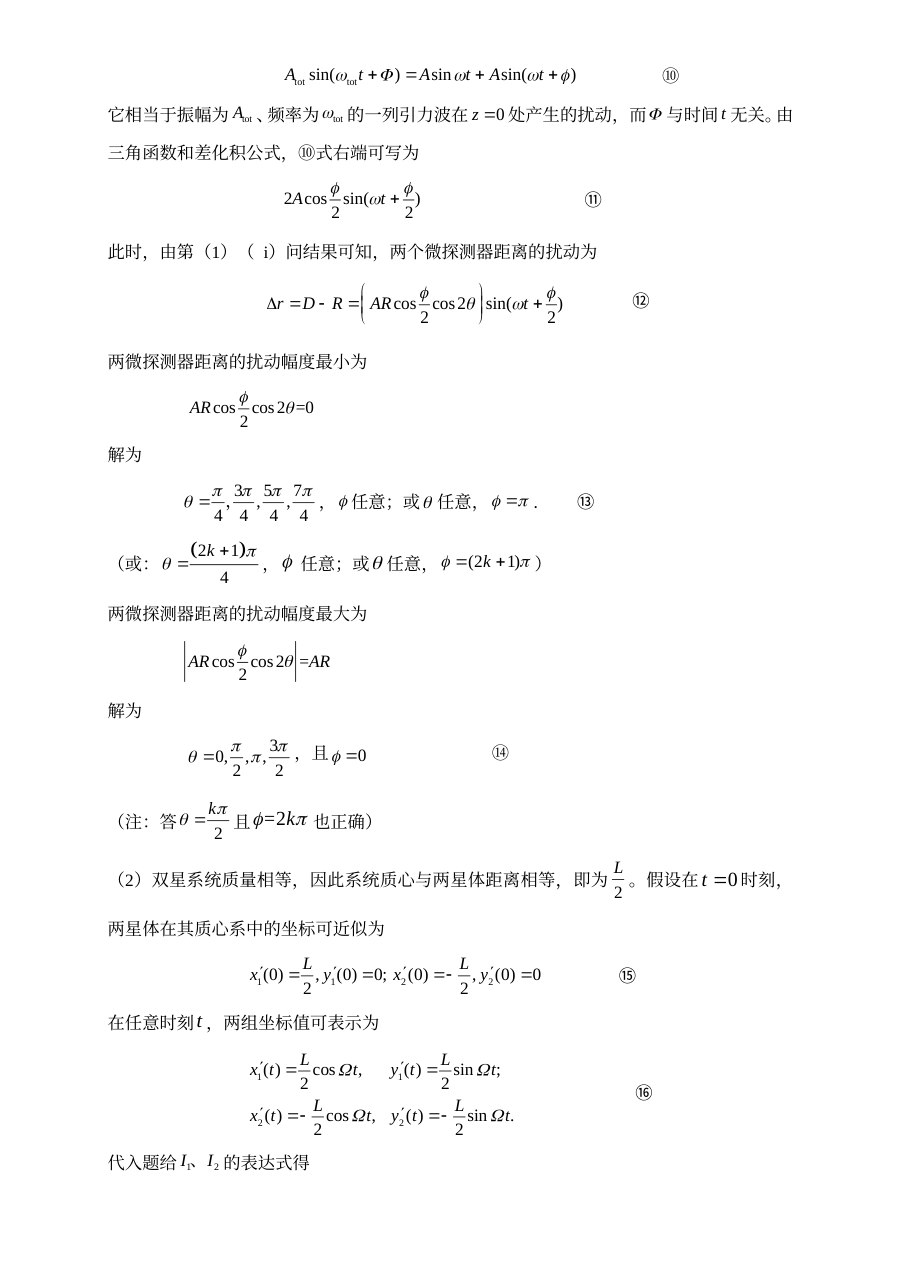 A_tot sin(ω_tot t + Φ) = A sin ωt + A sin(ωt + ϕ) ⑩
它相当于振幅为 A_tot 、频率为 ω_tot 的一列引力波在 z = 0 处产生的扰动，而 Φ 与时间 t 无关。由
三角函数和差化积公式，⑩式右端可写为
2A cos ϕ/2 sin(ωt + ϕ/2) ⑪
此时，由第（1）（ i）问结果可知，两个微探测器距离的扰动为
Δr = D - R = (AR cos ϕ/2 cos 2θ) sin(ωt + ϕ/2) ⑫
两微探测器距离的扰动幅度最小为
AR cos ϕ/2 cos 2θ=0
解为
θ = π/4, 3π/4, 5π/4, 7π/4 ，ϕ 任意；或 θ 任意，ϕ = π . ⑬
（或：θ = (2k + 1)π/4 ，ϕ 任意；或 θ 任意，ϕ = (2k + 1)π ）
两微探测器距离的扰动幅度最大为
|AR cos ϕ/2 cos 2θ| =AR
解为
θ = 0, π/2, π, 3π/2 ，且 ϕ = 0 ⑭
（注：答 θ = kπ/2 且 ϕ=2kπ 也正确）
（2）双星系统质量相等，因此系统质心与两星体距离相等，即为 L/2 。假设在 t = 0 时刻，
两星体在其质心系中的坐标可近似为
x₁′(0) = L/2, y₁′(0) = 0; x₂′(0) = - L/2, y₂′(0) = 0 ⑮
在任意时刻 t ，两组坐标值可表示为
x₁′(t) = L/2 cos Ωt, y₁′(t) = L/2 sin Ωt;
x₂′(t) = - L/2 cos Ωt, y₂′(t) = - L/2 sin Ωt. ⑯
代入题给 I₁、I₂ 的表达式得